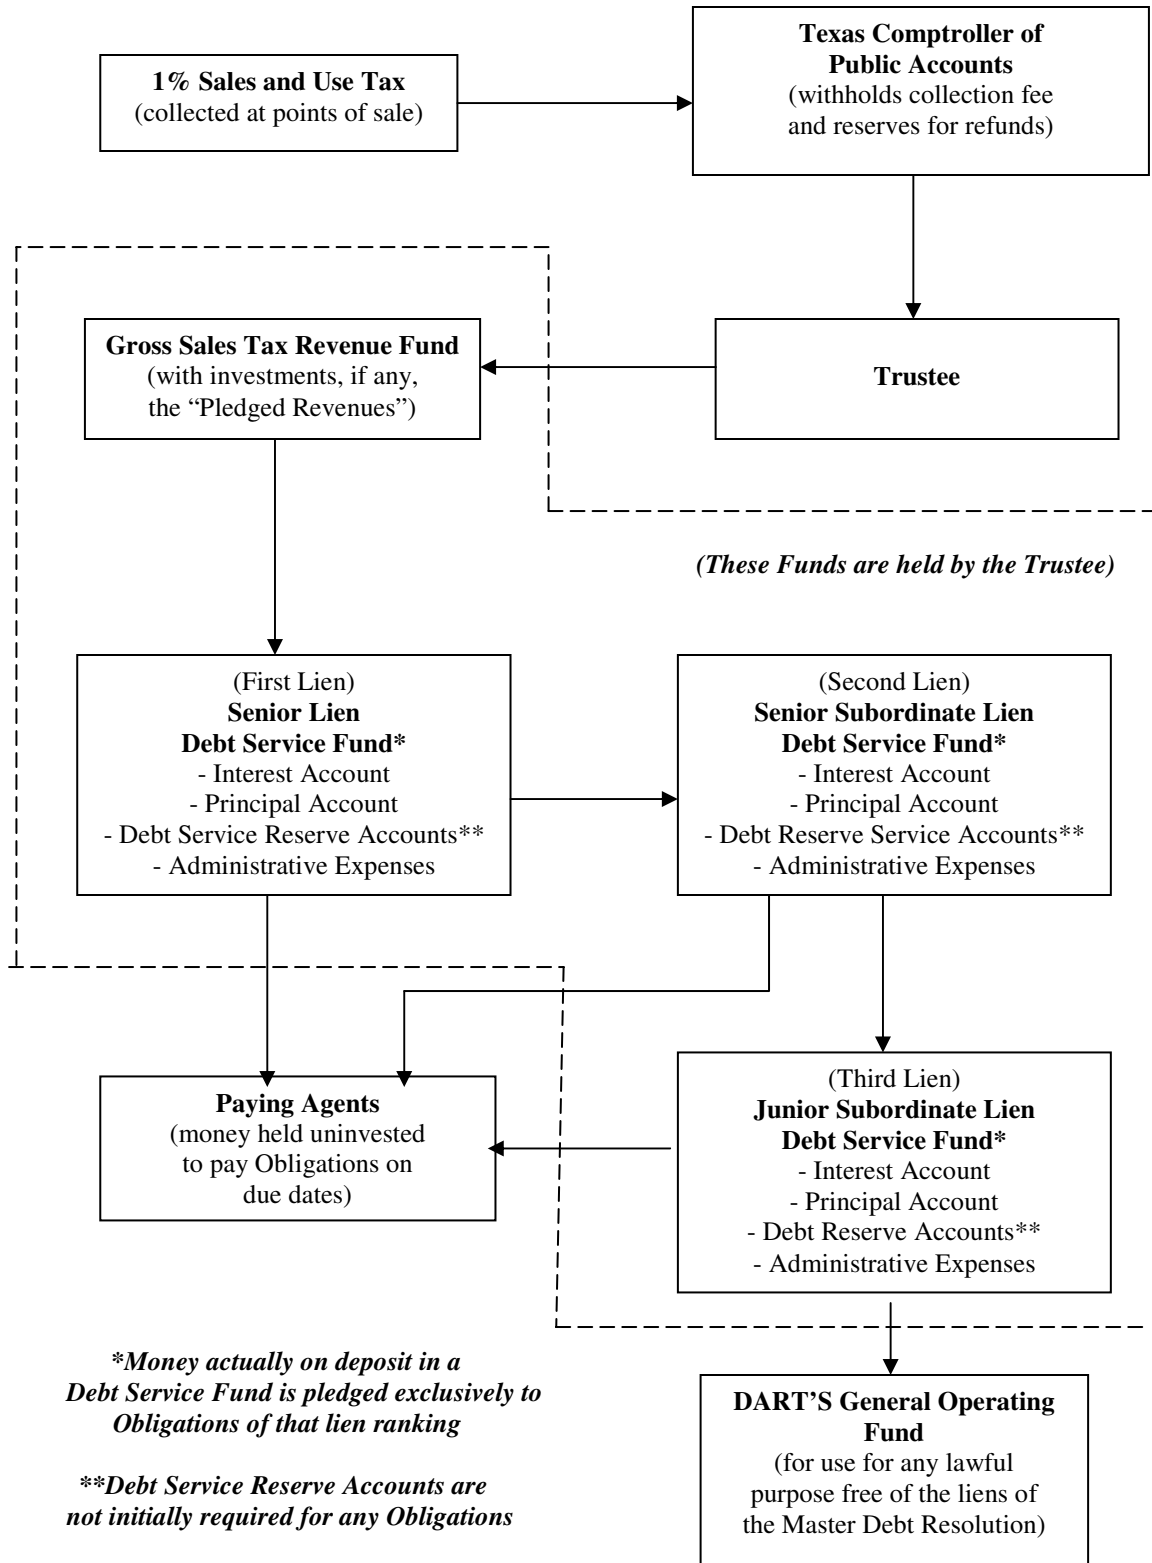 1% Sales and Use Tax
(collected at points of sale)
Texas Comptroller of
Public Accounts
(withholds collection fee
and reserves for refunds)
Gross Sales Tax Revenue Fund
(with investments, if any,
the “Pledged Revenues”)
Trustee
(These Funds are held by the Trustee)
(First Lien)
Senior Lien
Debt Service Fund*
- Interest Account
- Principal Account
- Debt Service Reserve Accounts**
- Administrative Expenses
(Second Lien)
Senior Subordinate Lien
Debt Service Fund*
- Interest Account
- Principal Account
- Debt Reserve Service Accounts**
- Administrative Expenses
Paying Agents
(money held uninvested
to pay Obligations on
due dates)
(Third Lien)
Junior Subordinate Lien
Debt Service Fund*
- Interest Account
- Principal Account
- Debt Reserve Accounts**
- Administrative Expenses
*Money actually on deposit in a
Debt Service Fund is pledged exclusively to
Obligations of that lien ranking
**Debt Service Reserve Accounts are
not initially required for any Obligations
DART'S General Operating
Fund
(for use for any lawful
purpose free of the liens of
the Master Debt Resolution)